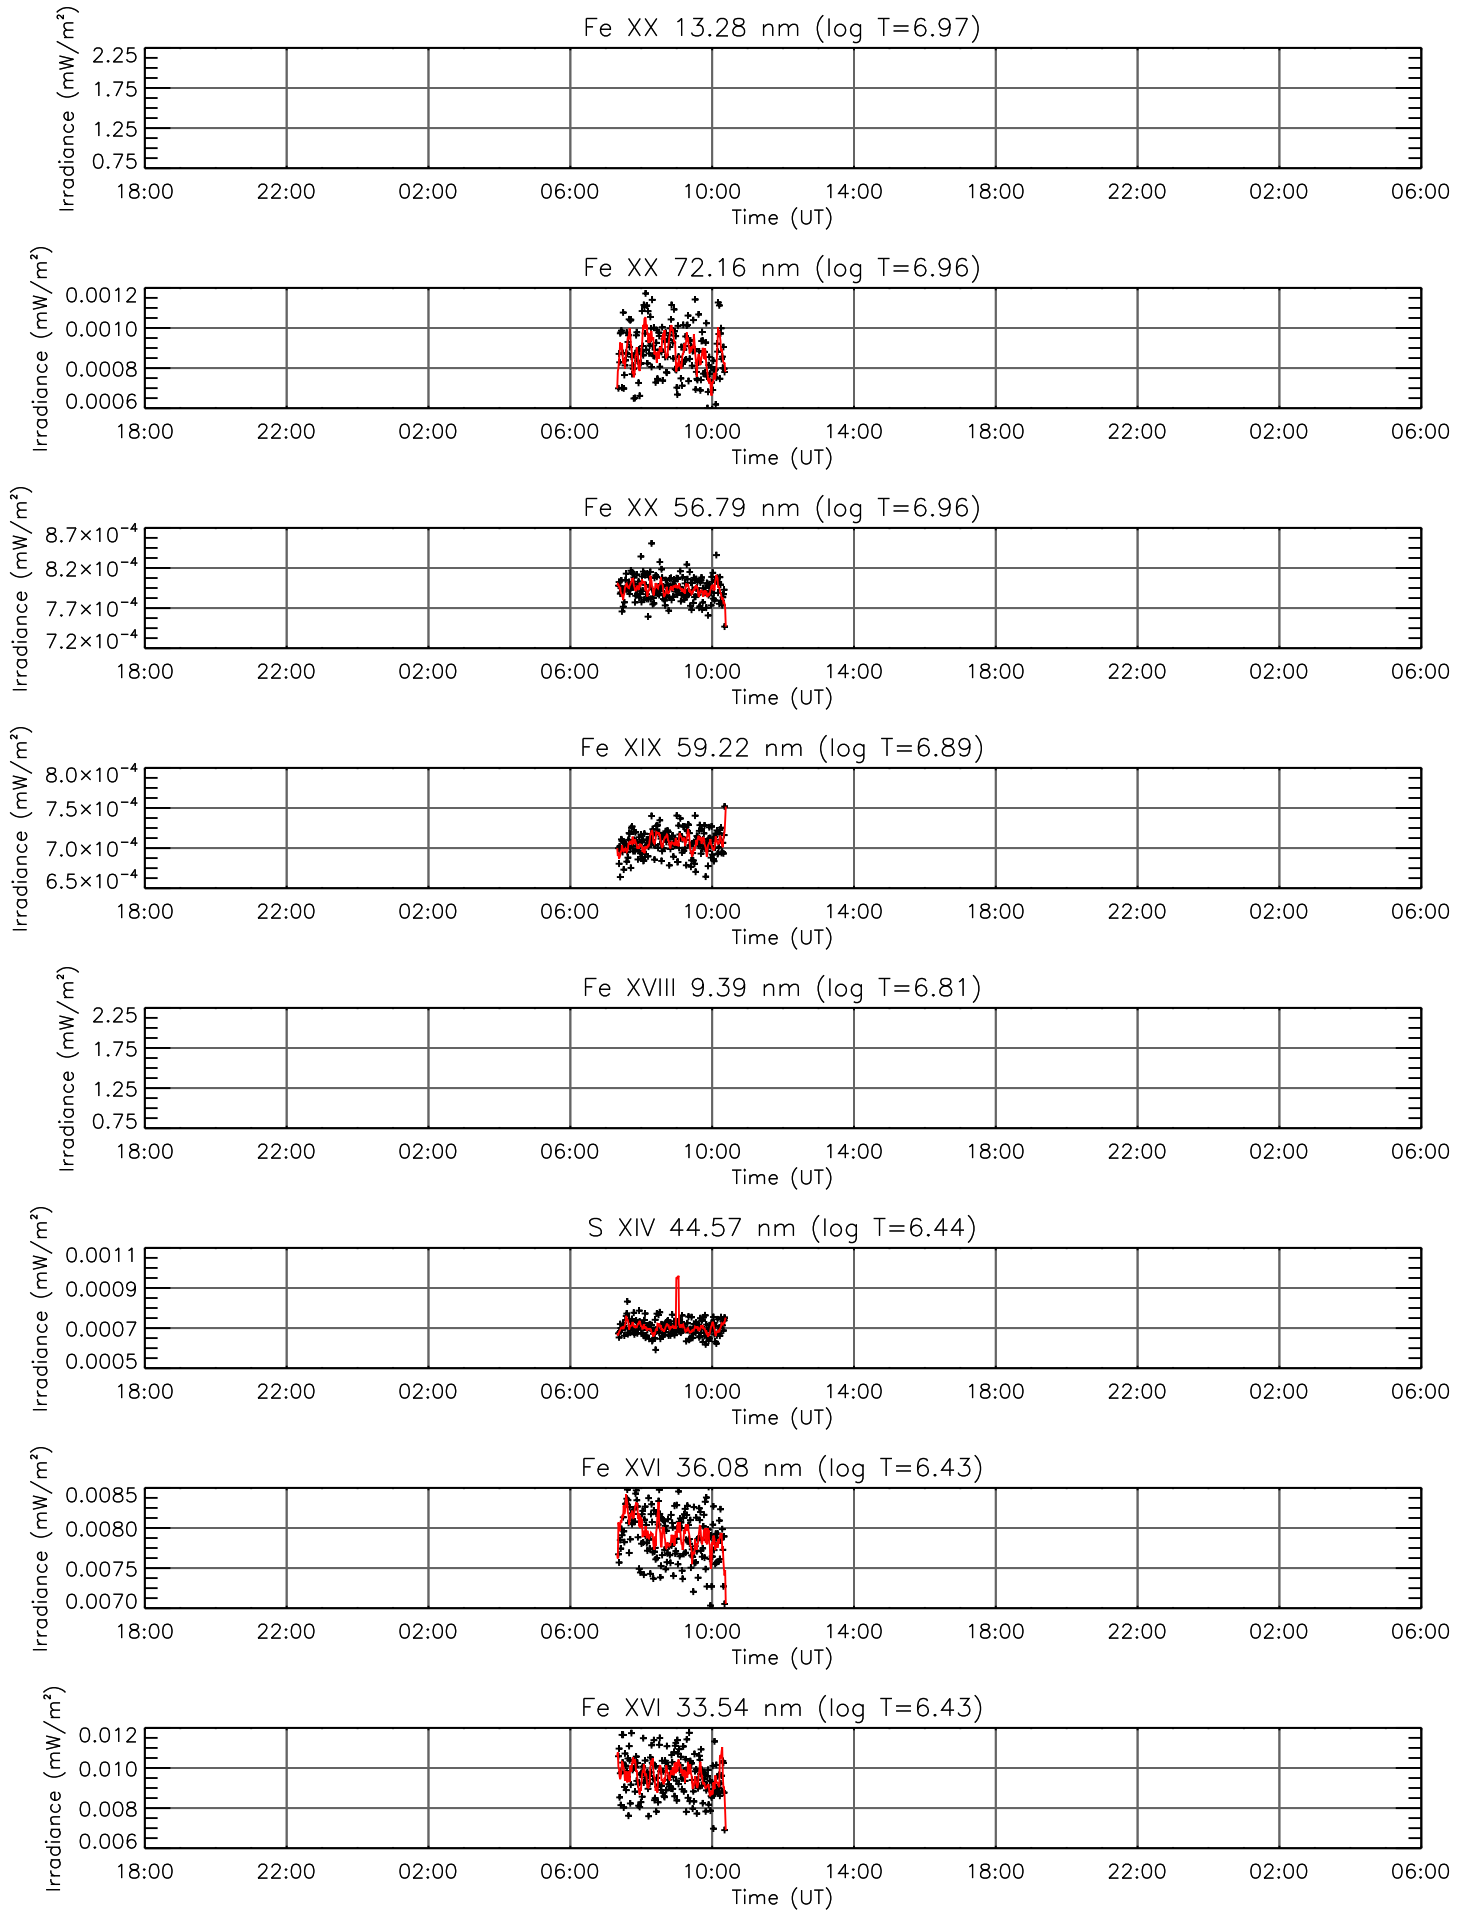 Fe XX 13.28 nm (log T=6.97)
Irradiance (mW/m²)
2.25
1.75
1.25
0.75
18:00 22:00 02:00 06:00 10:00 14:00 18:00 22:00 02:00 06:00
Time (UT)
Fe XX 72.16 nm (log T=6.96)
Irradiance (mW/m²)
0.0012
0.0010
0.0008
0.0006
18:00 22:00 02:00 06:00 10:00 14:00 18:00 22:00 02:00 06:00
Time (UT)
Fe XX 56.79 nm (log T=6.96)
Irradiance (mW/m²)
8.7×10⁻⁴
8.2×10⁻⁴
7.7×10⁻⁴
7.2×10⁻⁴
18:00 22:00 02:00 06:00 10:00 14:00 18:00 22:00 02:00 06:00
Time (UT)
Fe XIX 59.22 nm (log T=6.89)
Irradiance (mW/m²)
8.0×10⁻⁴
7.5×10⁻⁴
7.0×10⁻⁴
6.5×10⁻⁴
18:00 22:00 02:00 06:00 10:00 14:00 18:00 22:00 02:00 06:00
Time (UT)
Fe XVIII 9.39 nm (log T=6.81)
Irradiance (mW/m²)
2.25
1.75
1.25
0.75
18:00 22:00 02:00 06:00 10:00 14:00 18:00 22:00 02:00 06:00
Time (UT)
S XIV 44.57 nm (log T=6.44)
Irradiance (mW/m²)
0.0011
0.0009
0.0007
0.0005
18:00 22:00 02:00 06:00 10:00 14:00 18:00 22:00 02:00 06:00
Time (UT)
Fe XVI 36.08 nm (log T=6.43)
Irradiance (mW/m²)
0.0085
0.0080
0.0075
0.0070
18:00 22:00 02:00 06:00 10:00 14:00 18:00 22:00 02:00 06:00
Time (UT)
Fe XVI 33.54 nm (log T=6.43)
Irradiance (mW/m²)
0.012
0.010
0.008
0.006
18:00 22:00 02:00 06:00 10:00 14:00 18:00 22:00 02:00 06:00
Time (UT)